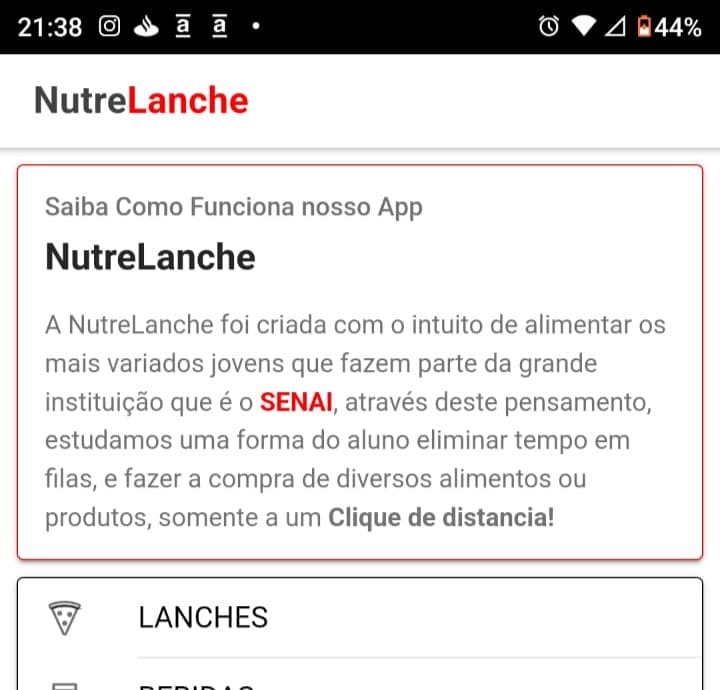 21:38 ā ā 44%
NutreLanche
Saiba Como Funciona nosso App
NutreLanche
A NutreLanche foi criada com o intuito de alimentar os
mais variados jovens que fazem parte da grande
instituição que é o SENAI, através deste pensamento,
estudamos uma forma do aluno eliminar tempo em
filas, e fazer a compra de diversos alimentos ou
produtos, somente a um Clique de distancia!
LANCHES
BEBIDAS